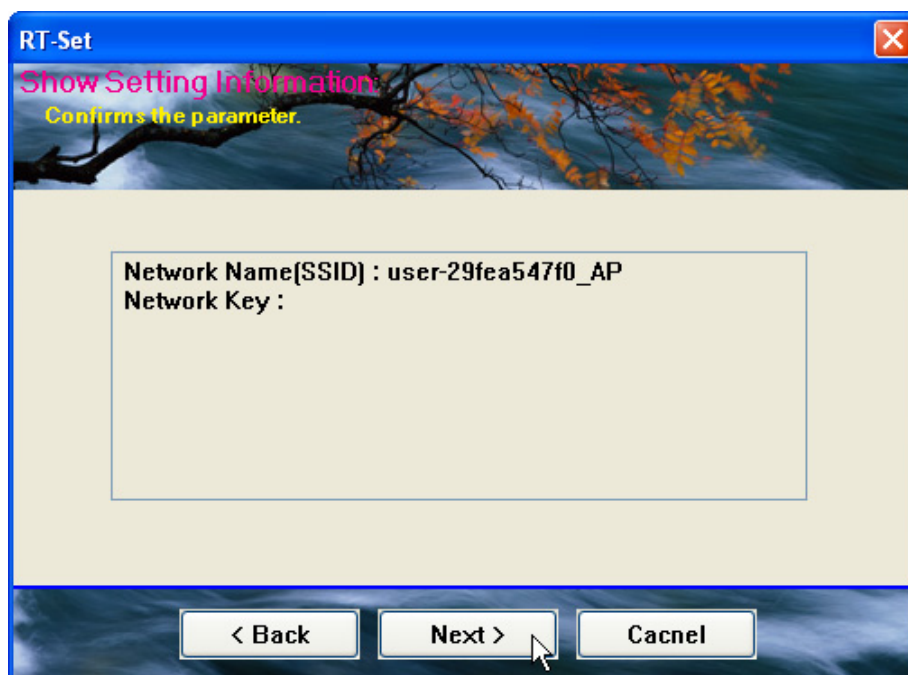 RT-Set
Show Setting Information:
Confirms the parameter.
Network Name(SSID) : user-29fea547f0_AP
Network Key :
< Back Next > Cacnel